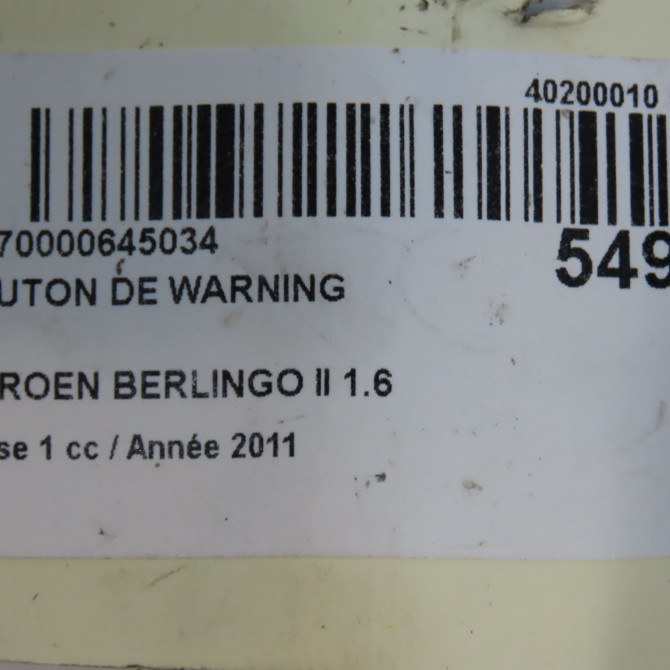 40200010
70000645034
549
UTON DE WARNING
ROEN BERLINGO II 1.6
se 1 cc / Année 2011